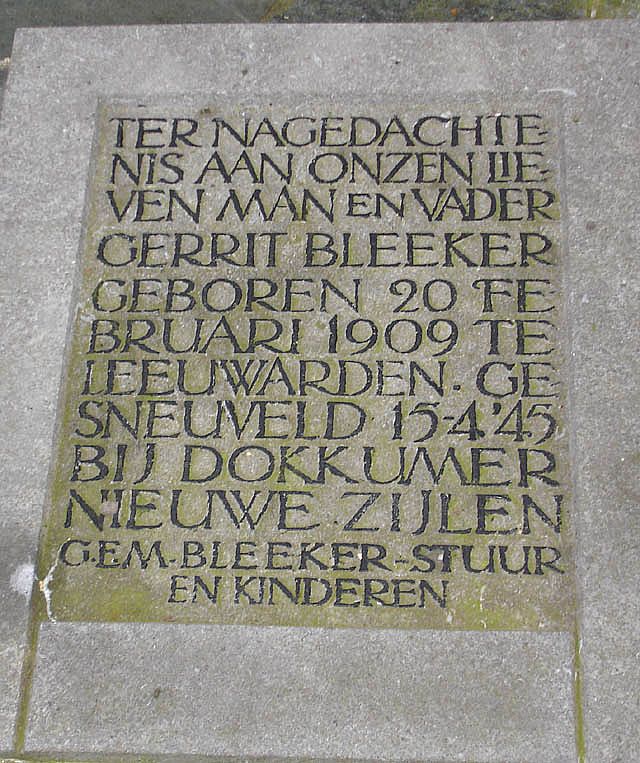 TER NAGEDACHTE-
NIS AAN ONZEN LIE-
VEN MAN EN VADER
GERRIT BLEEKER
GEBOREN 20 FE
BRUARI 1909 TE
LEEUWARDEN. GE
SNEUVELD 15-4-'45
BIJ DOKKUMER
NIEUWE ZIJLEN
G.E.M. BLEEKER-STUUR
EN KINDEREN